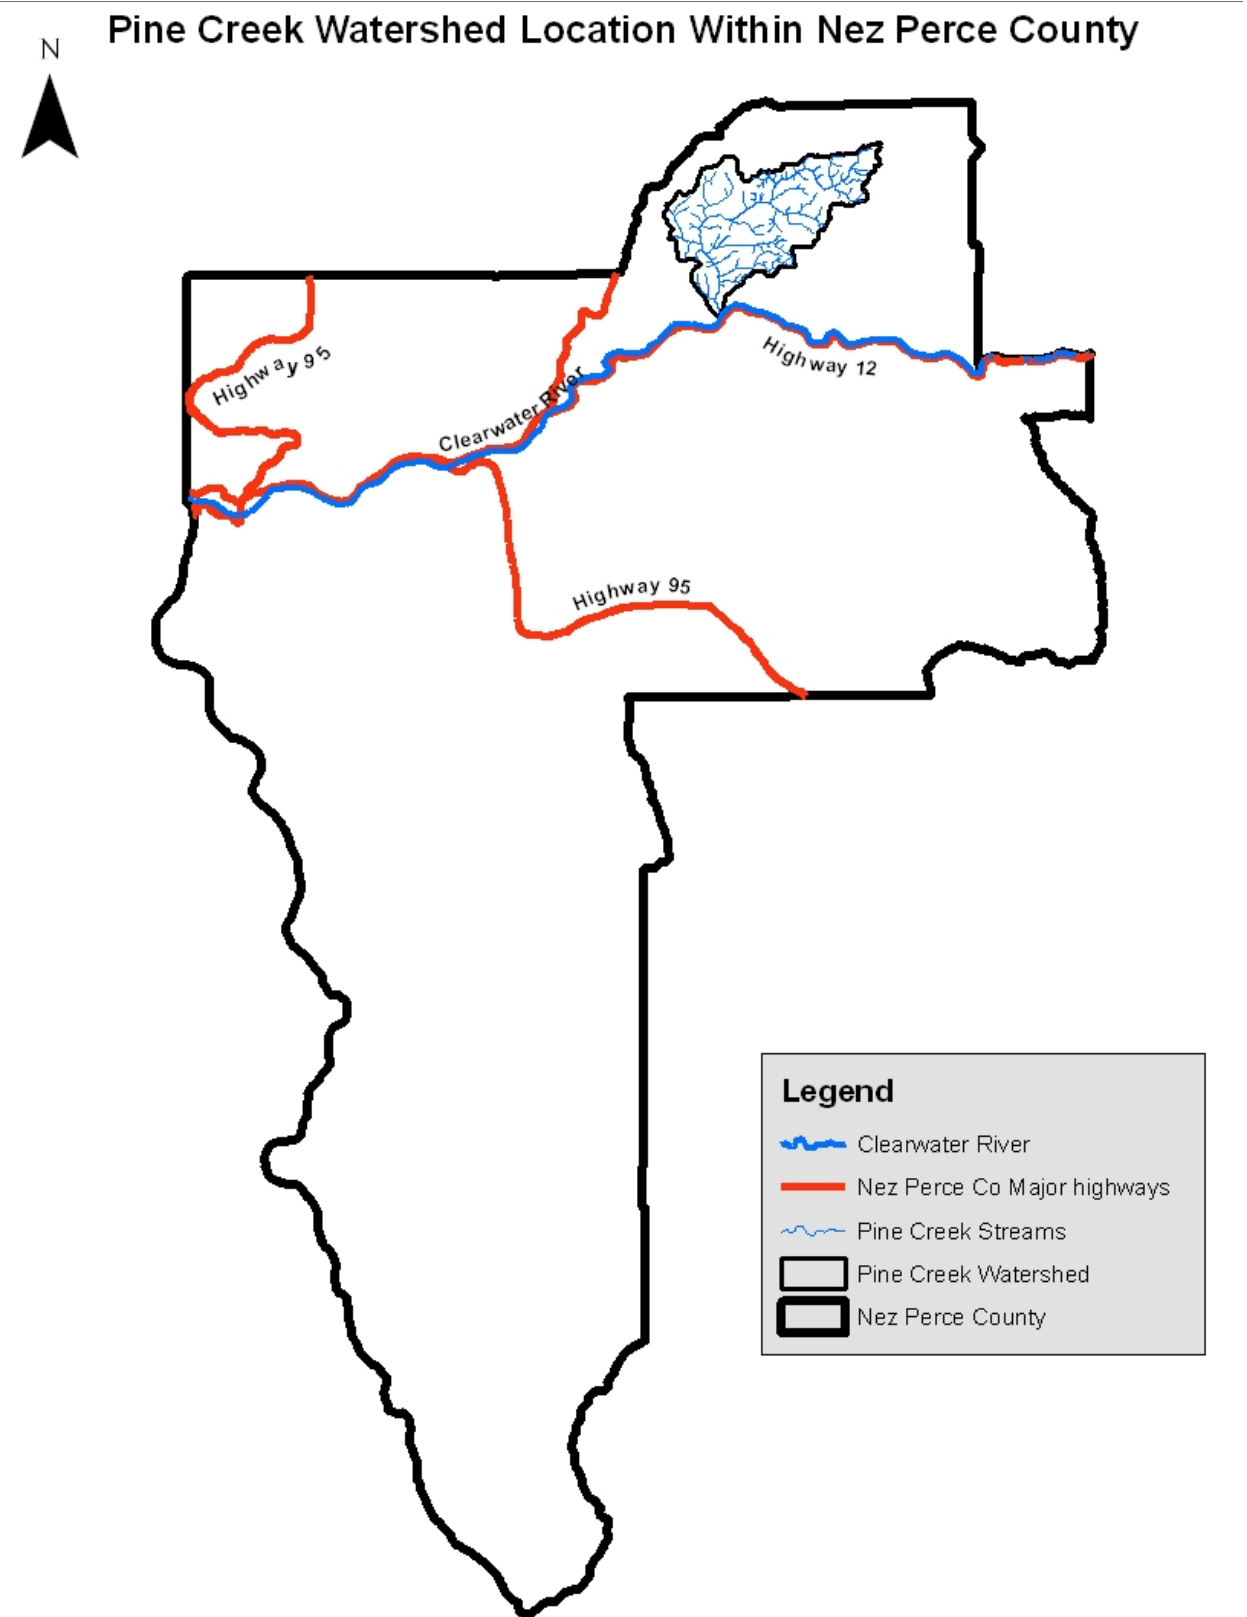 Pine Creek Watershed Location Within Nez Perce County
N
Highway 95
Clearwater River
Highway 12
Highway 95
Legend
Clearwater River
Nez Perce Co Major highways
Pine Creek Streams
Pine Creek Watershed
Nez Perce County